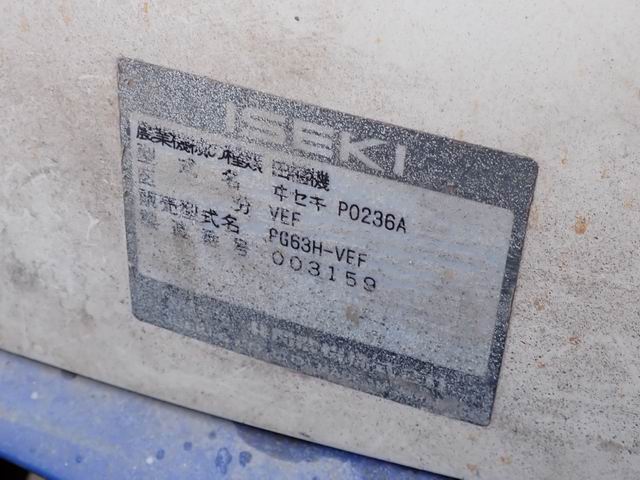 ISEKI
農業機械の種類 田植機
型式名 ヰセキ P0236A
区分 VEF
販売型式名 PG63H-VEF
製造番号 003159